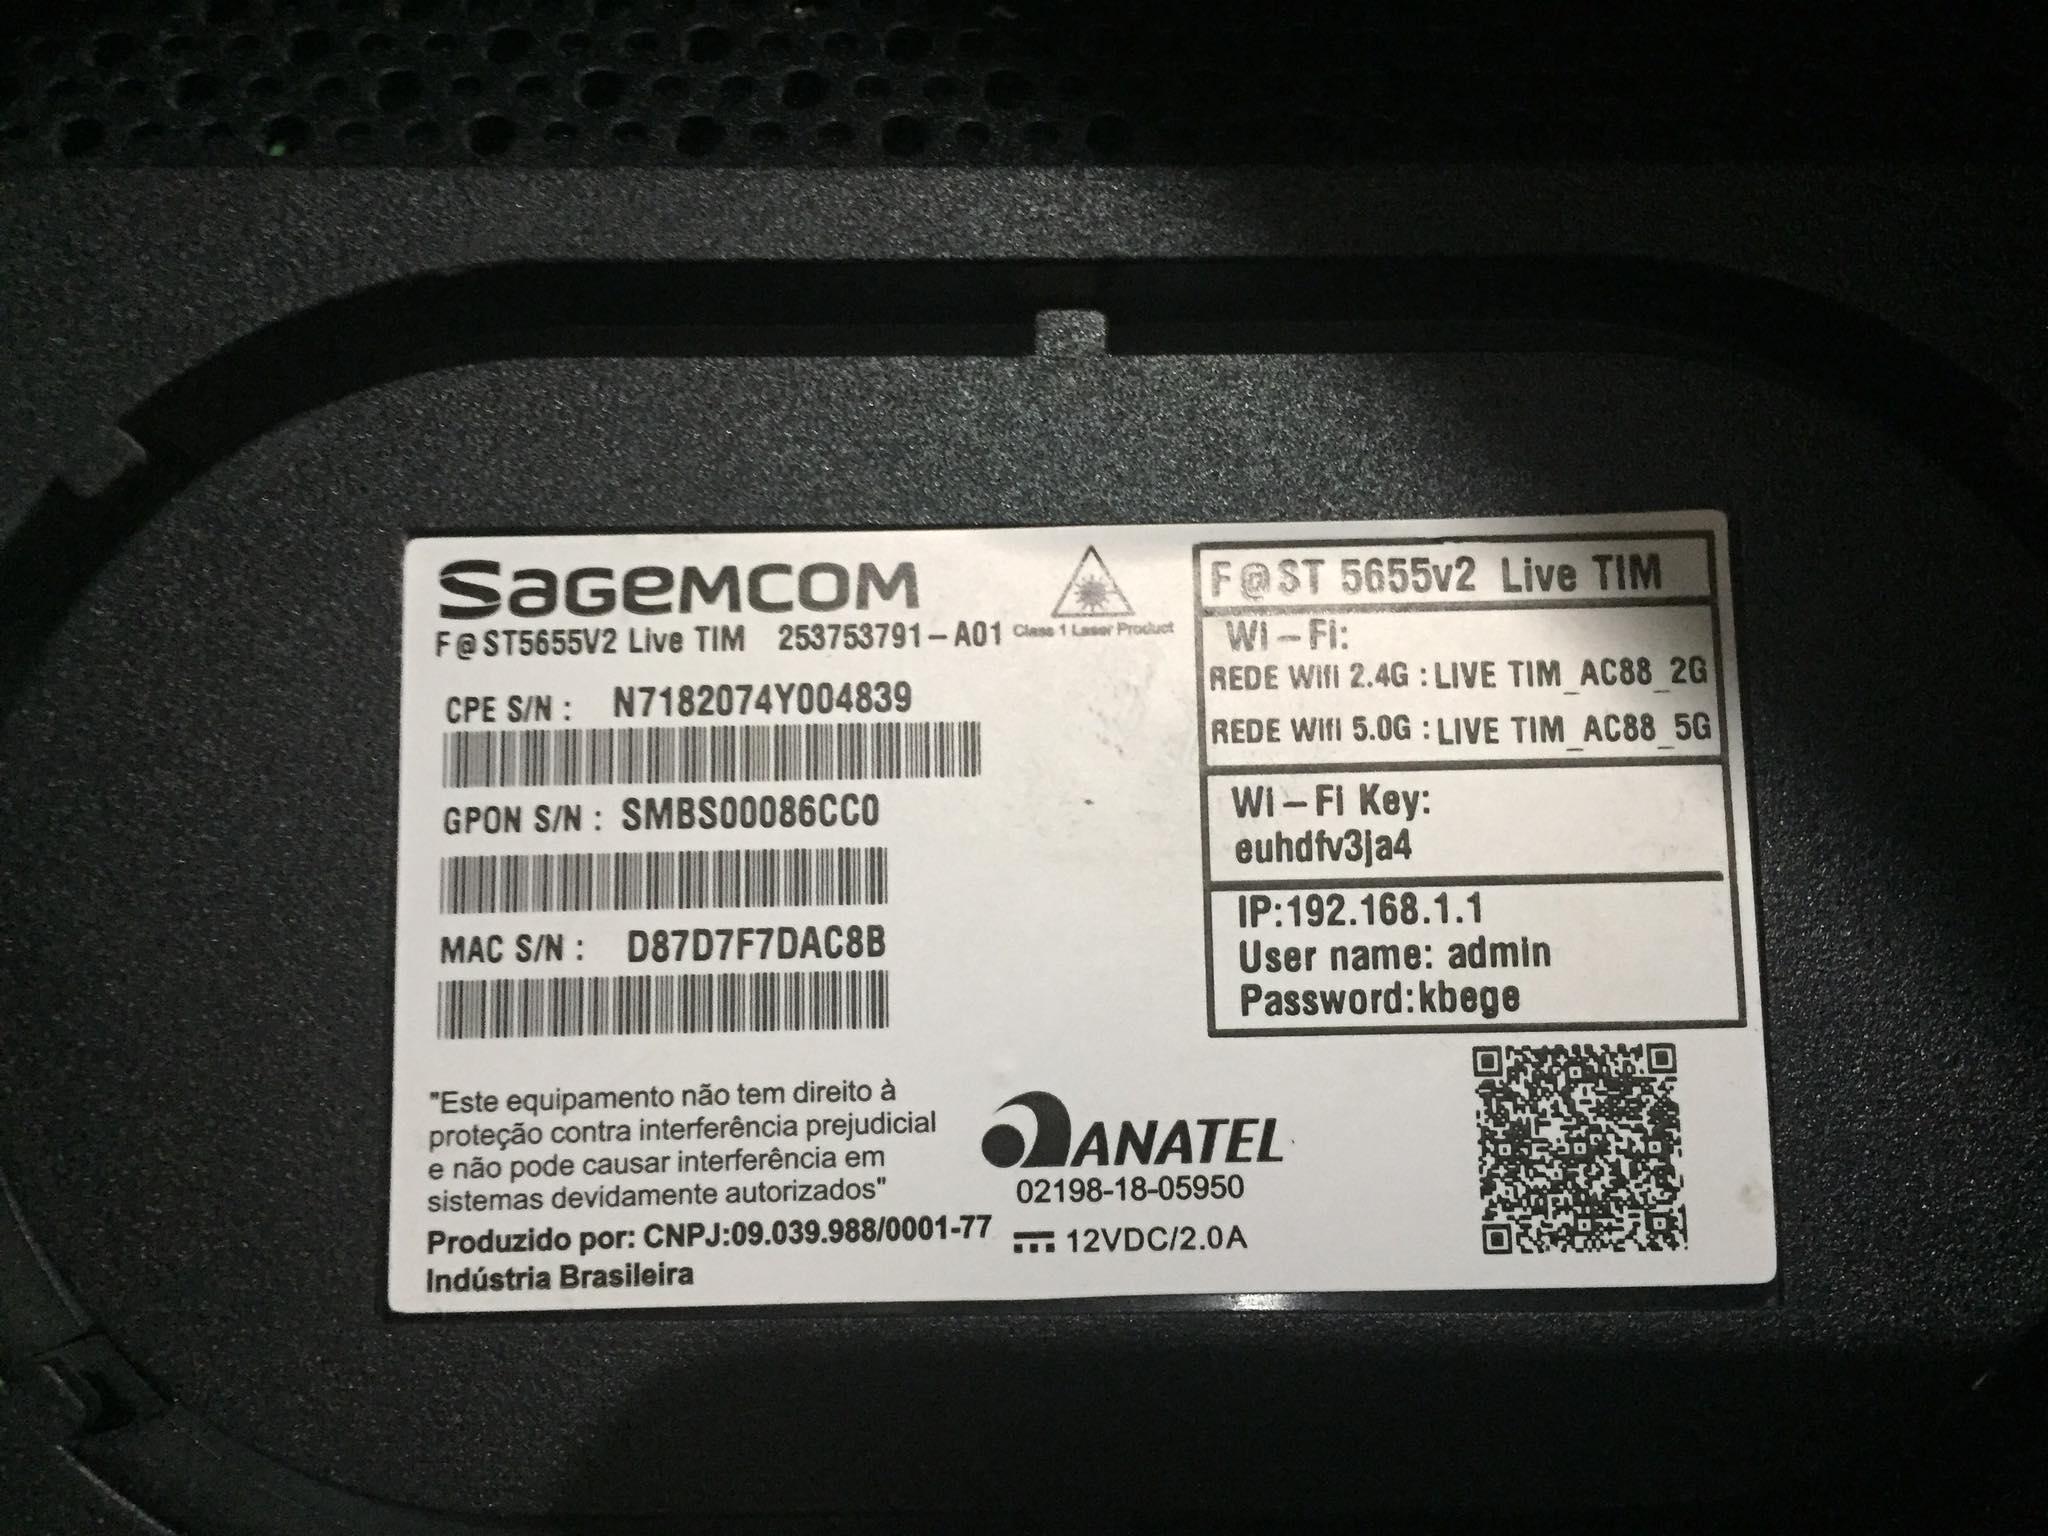 SAGEMCOM
F@ST5655V2 Live TIM 253753791-A01
Class 1 Laser Product
CPE S/N : N7182074Y004839
GPON S/N : SMBS00086CC0
MAC S/N : D87D7F7DAC8B
"Este equipamento não tem direito à
proteção contra interferência prejudicial
e não pode causar interferência em
sistemas devidamente autorizados"
Produzido por: CNPJ:09.039.988/0001-77
Indústria Brasileira
ANATEL
02198-18-05950
12VDC/2.0A
F@ST 5655v2 Live TIM
Wi-Fi:
REDE Wifi 2.4G : LIVE TIM_AC88_2G
REDE Wifi 5.0G : LIVE TIM_AC88_5G
Wi-Fi Key:
euhdfv3ja4
IP:192.168.1.1
User name: admin
Password:kbege